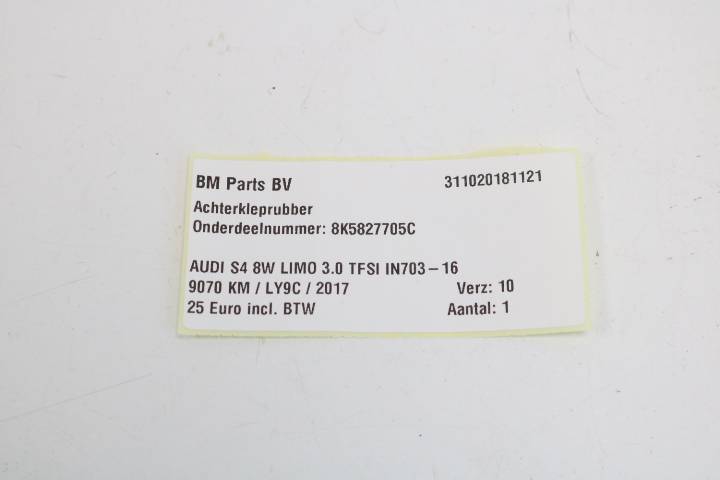 BM Parts BV 311020181121
Achterkleprubber
Onderdeelnummer: 8K5827705C
AUDI S4 8W LIMO 3.0 TFSI IN703-16
9070 KM / LY9C / 2017 Verz: 10
25 Euro incl. BTW Aantal: 1